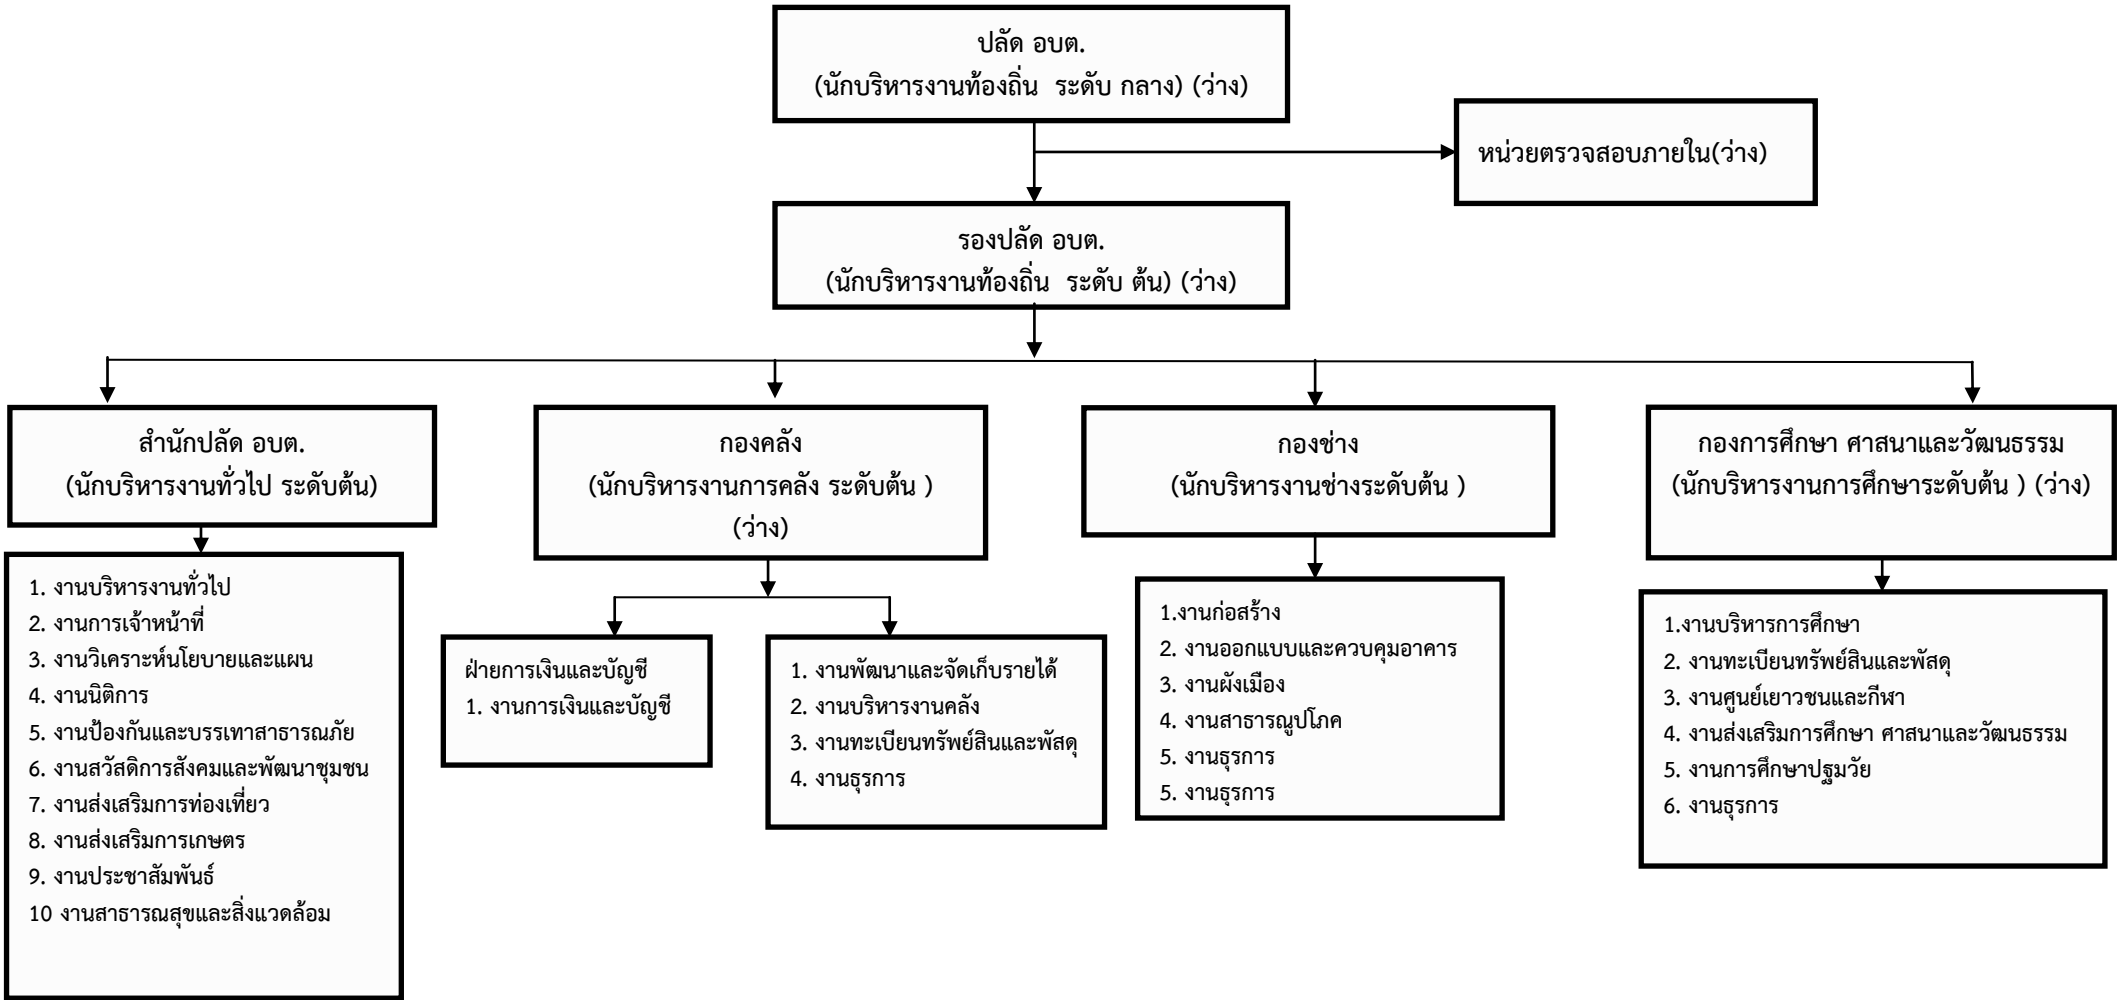 ปลัด อบต.
(นักบริหารงานท้องถิ่น ระดับ กลาง) (ว่าง)
หน่วยตรวจสอบภายใน(ว่าง)
รองปลัด อบต.
(นักบริหารงานท้องถิ่น ระดับ ต้น) (ว่าง)
สำนักปลัด อบต.
(นักบริหารงานทั่วไป ระดับต้น)
กองคลัง
(นักบริหารงานการคลัง ระดับต้น )
(ว่าง)
กองช่าง
(นักบริหารงานช่างระดับต้น )
กองการศึกษา ศาสนาและวัฒนธรรม
(นักบริหารงานการศึกษาระดับต้น ) (ว่าง)
1. งานบริหารงานทั่วไป
2. งานการเจ้าหน้าที่
3. งานวิเคราะห์นโยบายและแผน
4. งานนิติการ
5. งานป้องกันและบรรเทาสาธารณภัย
6. งานสวัสดิการสังคมและพัฒนาชุมชน
7. งานส่งเสริมการท่องเที่ยว
8. งานส่งเสริมการเกษตร
9. งานประชาสัมพันธ์
10 งานสาธารณสุขและสิ่งแวดล้อม
ฝ่ายการเงินและบัญชี
1. งานการเงินและบัญชี
1. งานพัฒนาและจัดเก็บรายได้
2. งานบริหารงานคลัง
3. งานทะเบียนทรัพย์สินและพัสดุ
4. งานธุรการ
1.งานก่อสร้าง
2. งานออกแบบและควบคุมอาคาร
3. งานผังเมือง
4. งานสาธารณูปโภค
5. งานธุรการ
5. งานธุรการ
1.งานบริหารการศึกษา
2. งานทะเบียนทรัพย์สินและพัสดุ
3. งานศูนย์เยาวชนและกีฬา
4. งานส่งเสริมการศึกษา ศาสนาและวัฒนธรรม
5. งานการศึกษาปฐมวัย
6. งานธุรการ